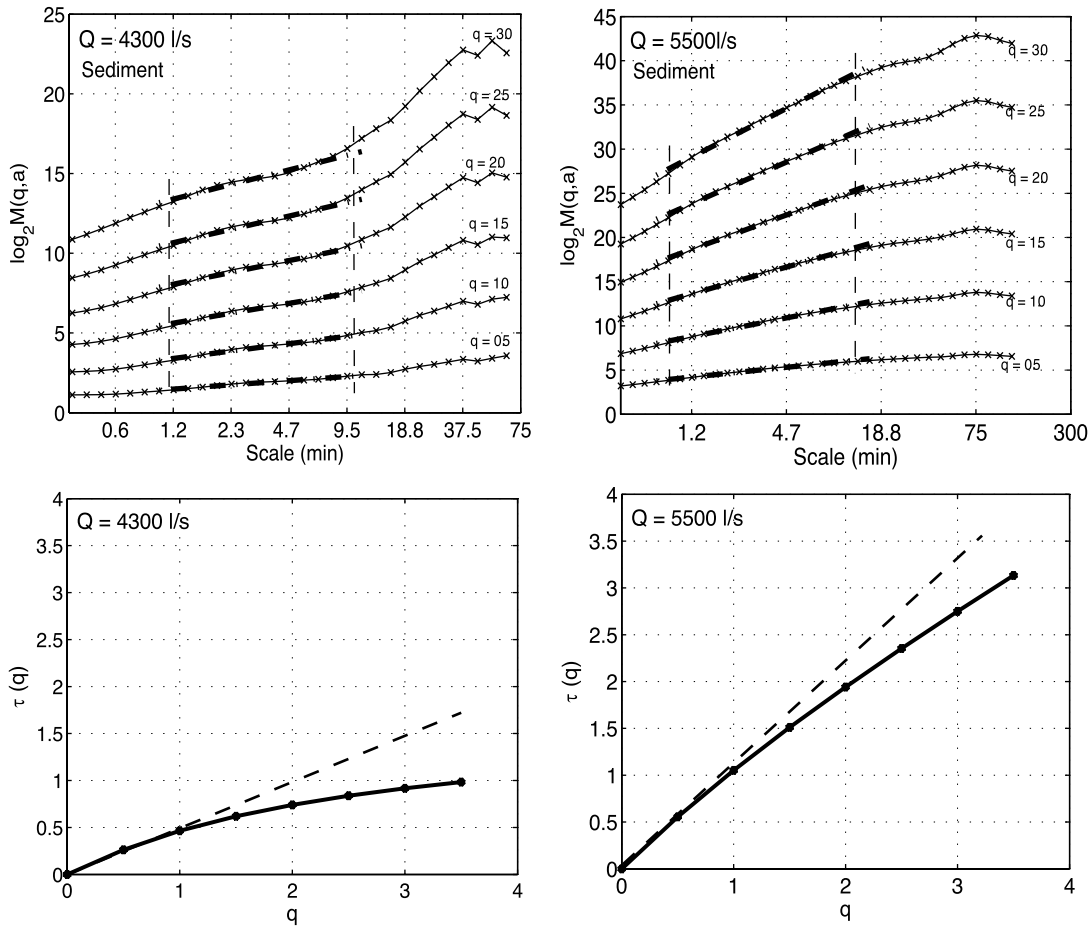 Q = 4300 l/s
Sediment
q = 30
q = 25
q = 20
q = 15
q = 10
q = 05
25
20
15
10
5
0
log2M(q,a)
0.6 1.2 2.3 4.7 9.5 18.8 37.5 75
Scale (min)
Q = 5500l/s
Sediment
q = 30
q = 25
q = 20
q = 15
q = 10
q = 05
45
40
35
30
25
20
15
10
5
0
log2M(q,a)
1.2 4.7 18.8 75 300
Scale (min)
Q = 4300 l/s
4
3.5
3
2.5
2
1.5
1
0.5
0
τ (q)
0 1 2 3 4
q
Q = 5500 l/s
4
3.5
3
2.5
2
1.5
1
0.5
0
τ (q)
0 1 2 3 4
q